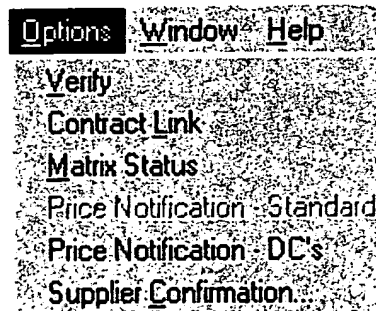 Options Window Help
Verify
Contract Link
Matrix Status
Price Notification - Standard
Price Notification - DC's
Supplier Confirmation...